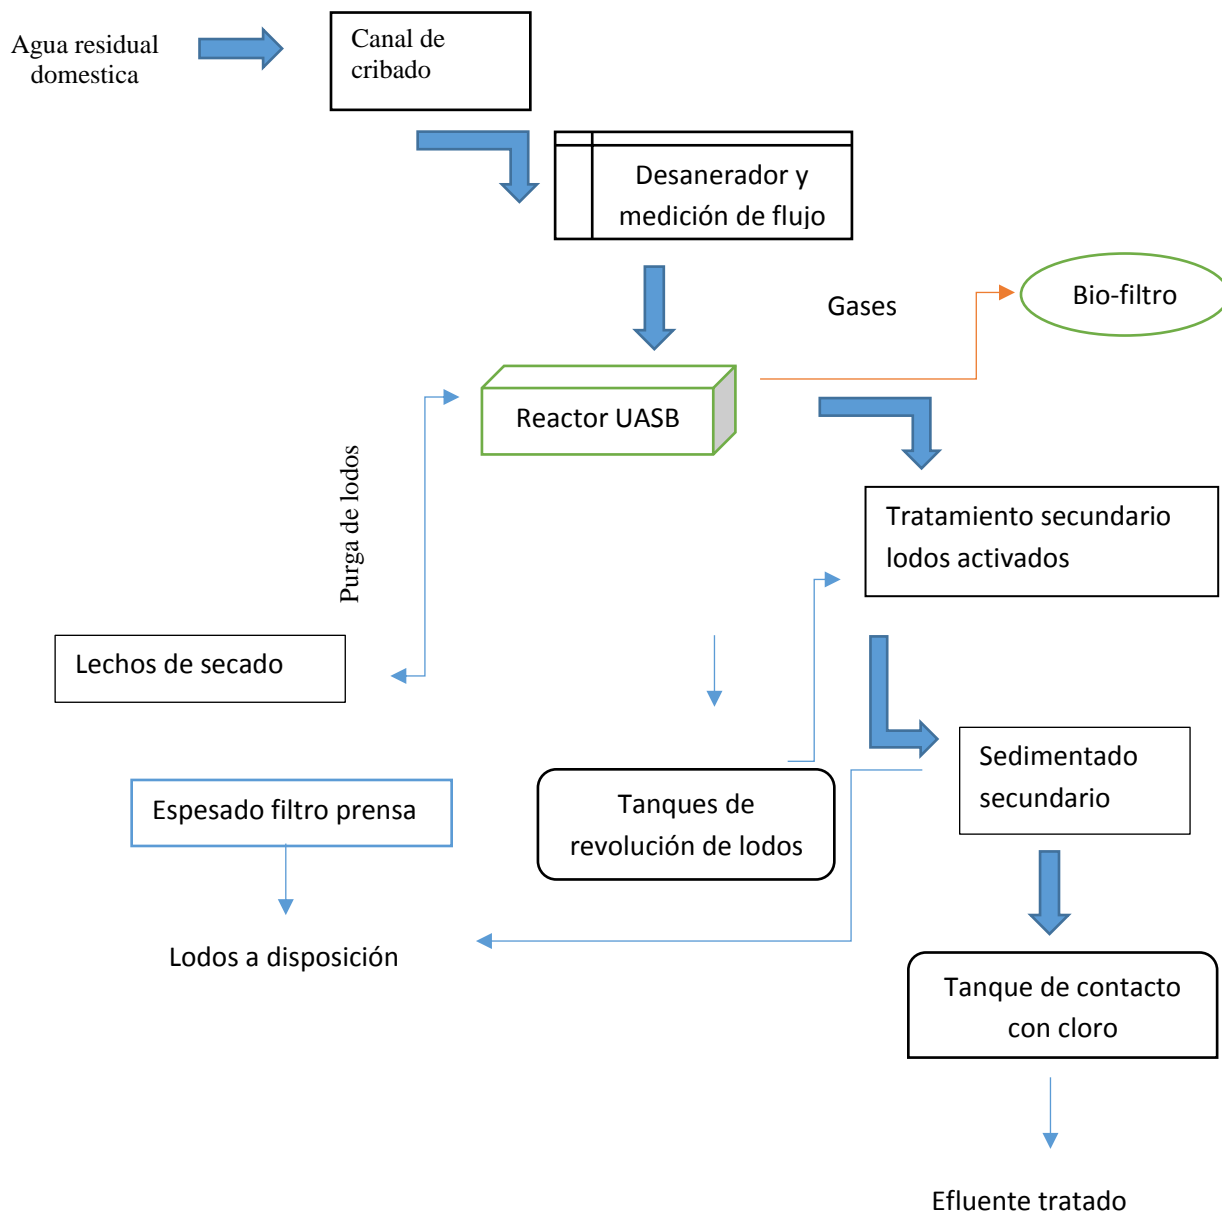 Agua residual
domestica
Canal de
cribado
Desanerador y
medición de flujo
Gases
Bio-filtro
Reactor UASB
Purga de lodos
Tratamiento secundario
lodos activados
Lechos de secado
Sedimentado
secundario
Espesado filtro prensa
Tanques de
revolución de lodos
Lodos a disposición
Tanque de contacto
con cloro
Efluente tratado